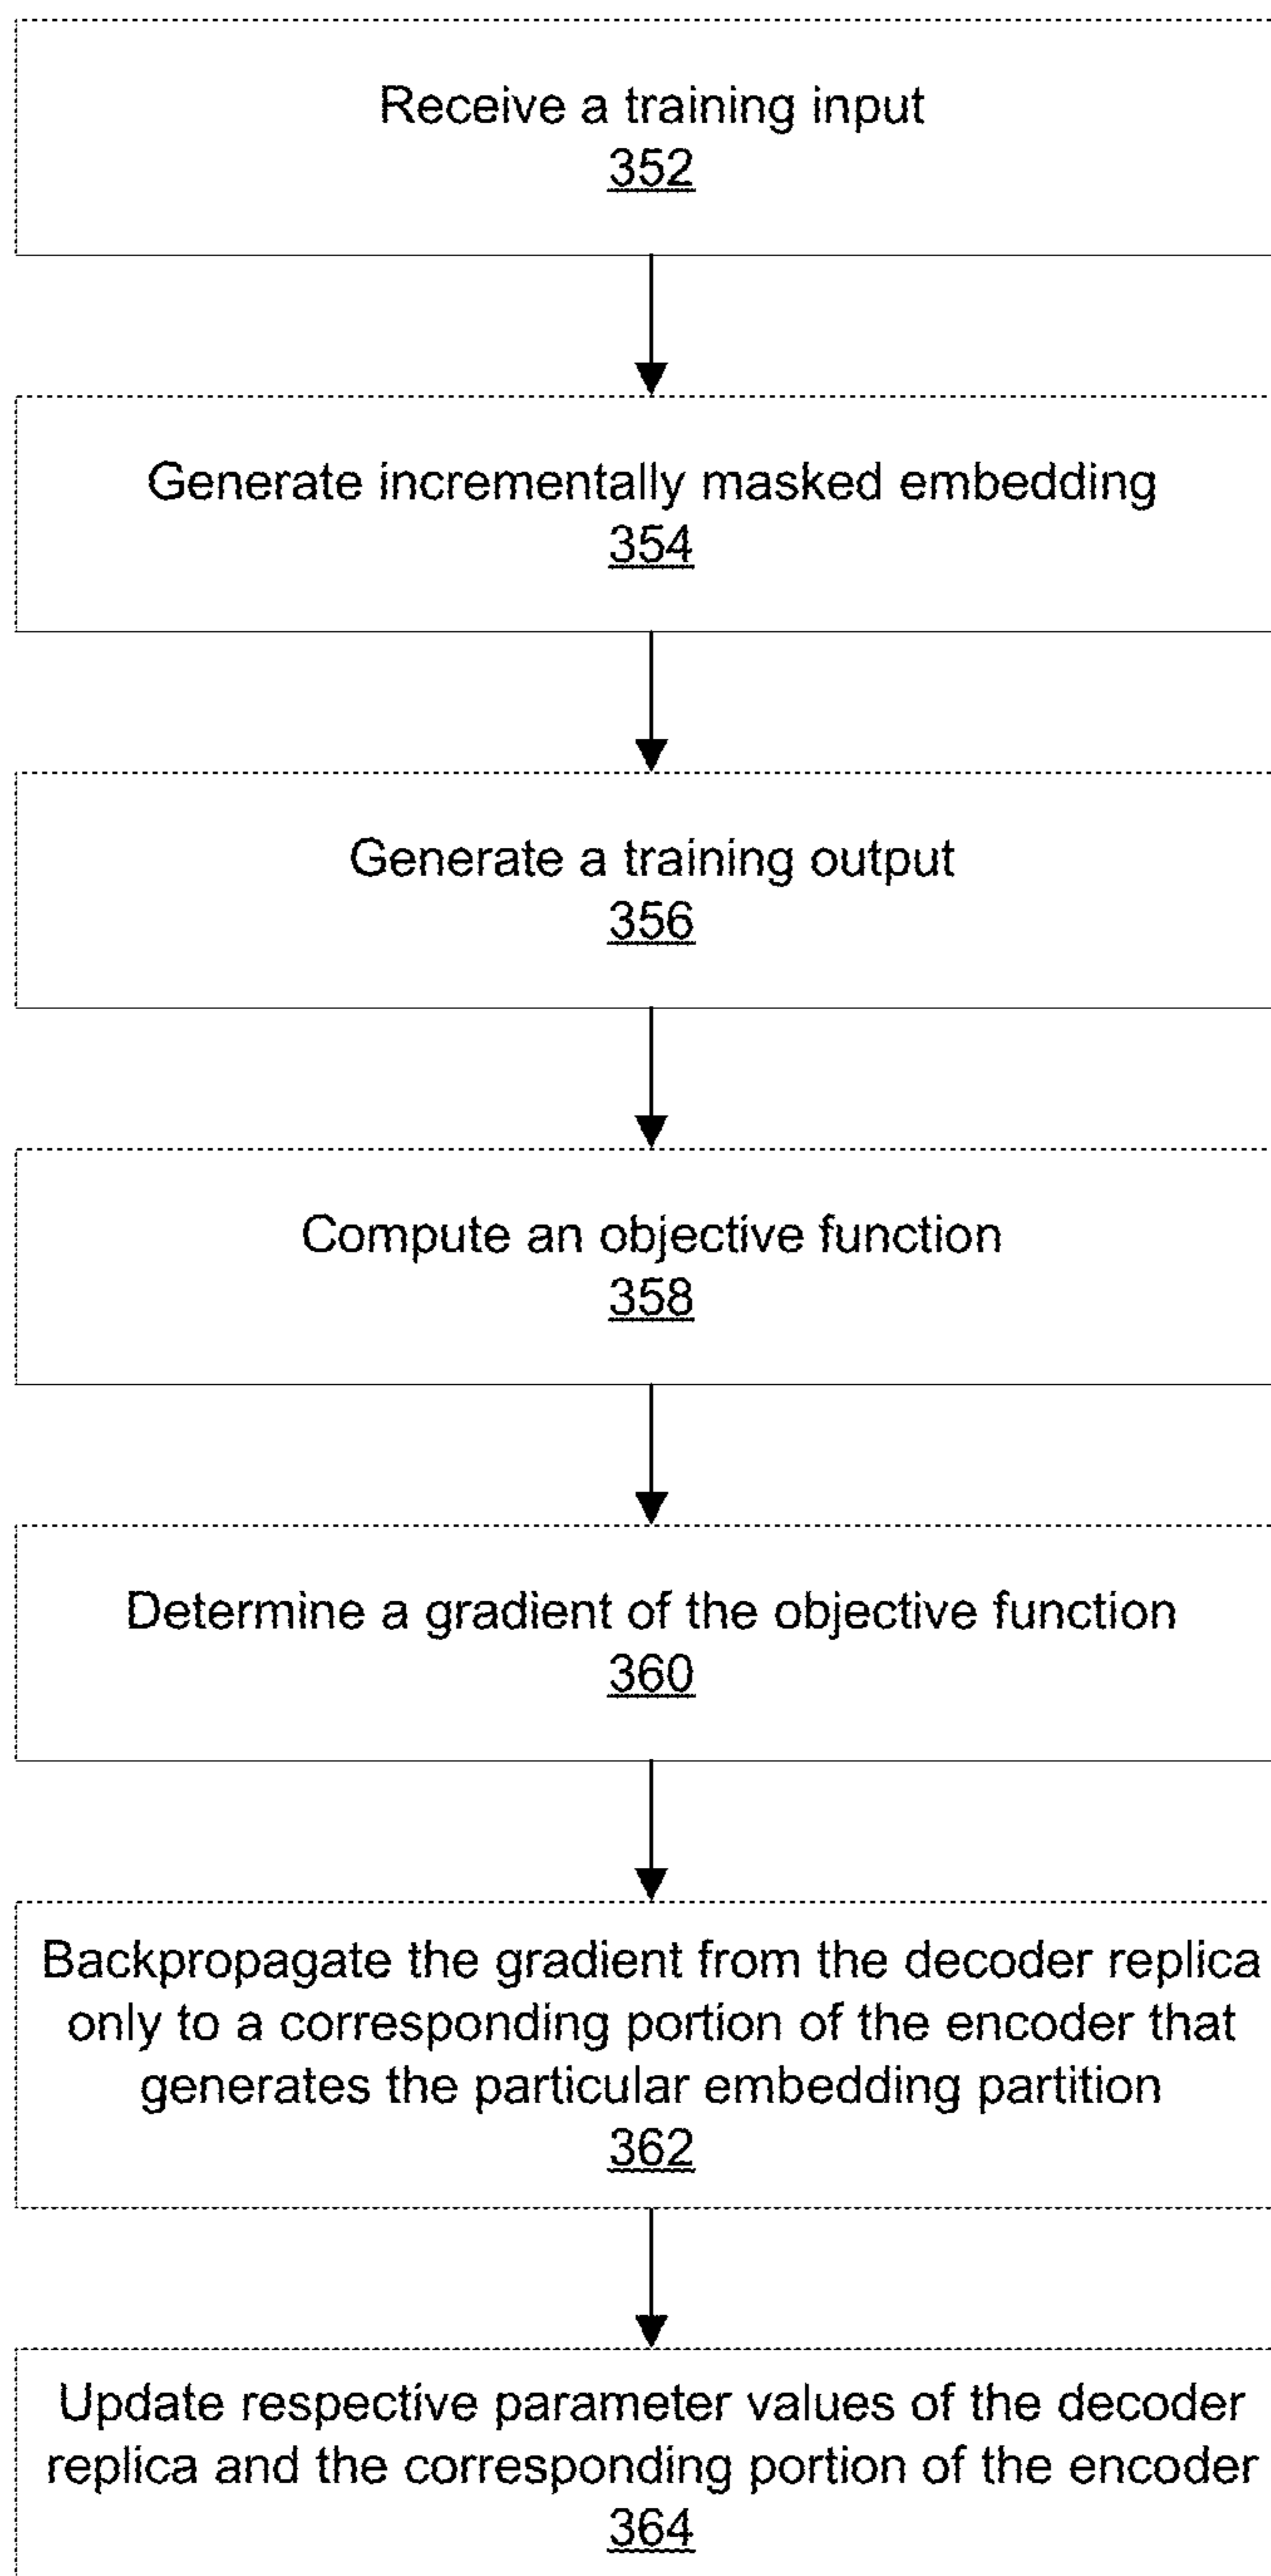 Receive a training input
352
Generate incrementally masked embedding
354
Generate a training output
356
Compute an objective function
358
Determine a gradient of the objective function
360
Backpropagate the gradient from the decoder replica
only to a corresponding portion of the encoder that
generates the particular embedding partition
362
Update respective parameter values of the decoder
replica and the corresponding portion of the encoder
364